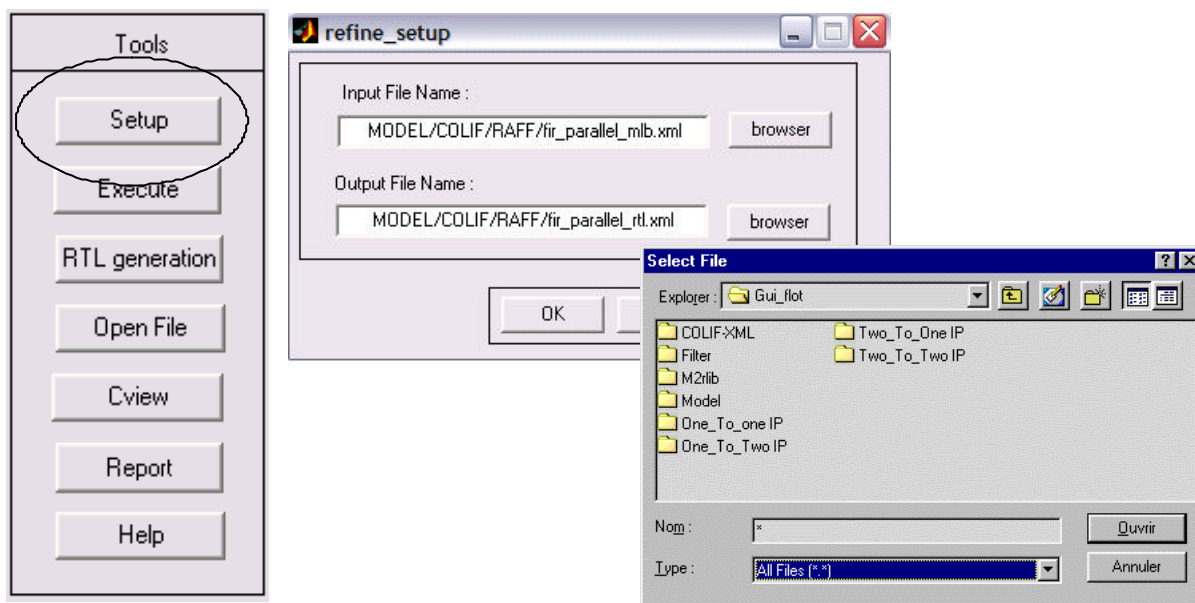 Tools
Setup
Execute
RTL generation
Open File
Cview
Report
Help
refine_setup
Input File Name :
MODEL/COLIF/RAFF/fir_parallel_mlb.xml
browser
Output File Name :
MODEL/COLIF/RAFF/fir_parallel_rtl.xml
browser
OK
Select File
Explorer : Gui_flot
COLIF-XML
Filter
M2rlib
Model
One_To_one IP
One_To_Two IP
Two_To_One IP
Two_To_Two IP
Nom : *
Ouvrir
Type : All Files (*.*)
Annuler